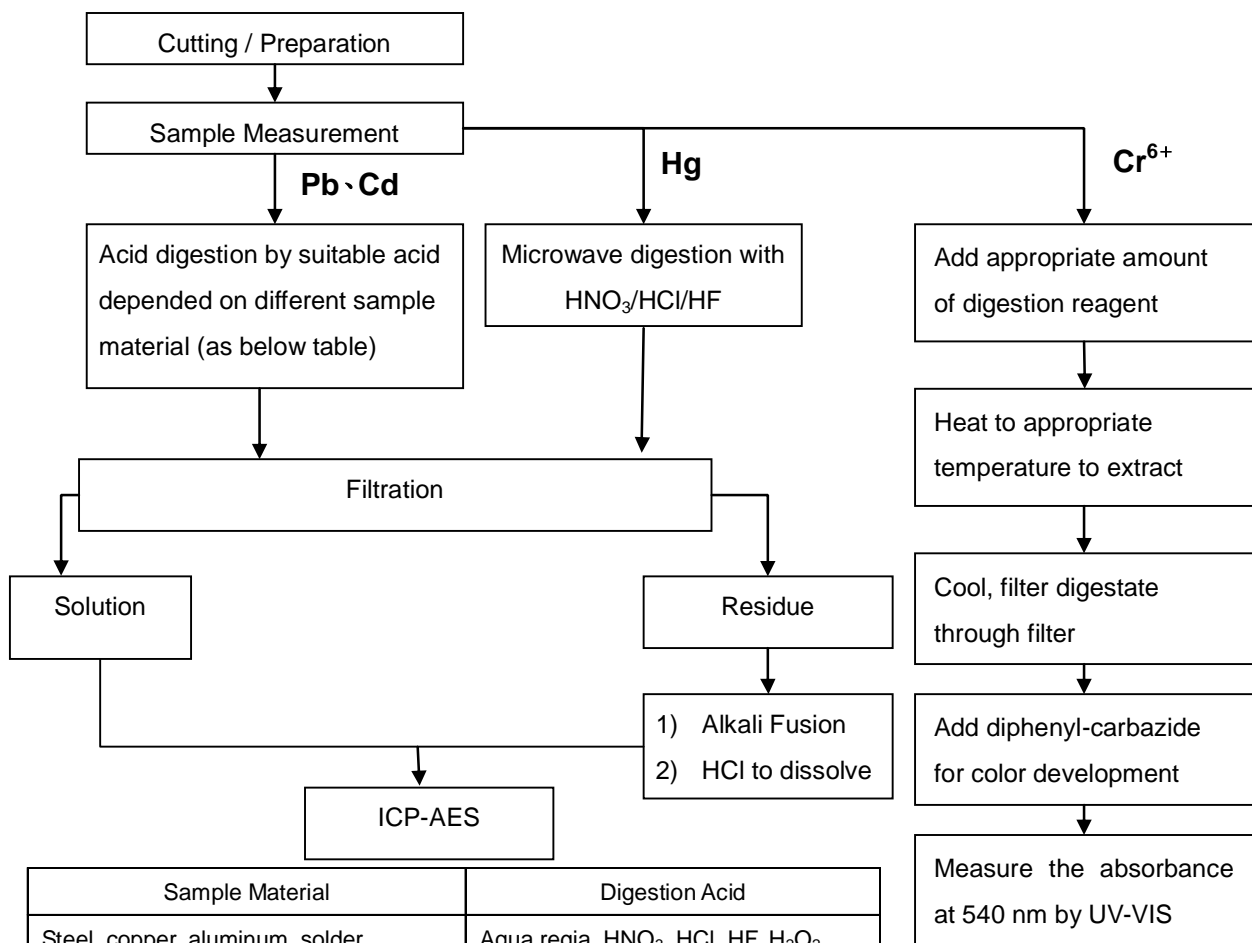 Cutting / Preparation
Sample Measurement
Pb、Cd
Hg
Cr⁶⁺
Acid digestion by suitable acid
depended on different sample
material (as below table)
Microwave digestion with
HNO₃/HCl/HF
Add appropriate amount
of digestion reagent
Heat to appropriate
temperature to extract
Filtration
Solution
Residue
Cool, filter digestate
through filter
1) Alkali Fusion
2) HCl to dissolve
Add diphenyl-carbazide
for color development
ICP-AES
Measure the absorbance
at 540 nm by UV-VIS
Sample Material
Digestion Acid
Steel, copper, aluminum, solder
Aqua regia, HNO₃, HCl, HF, H₂O₂